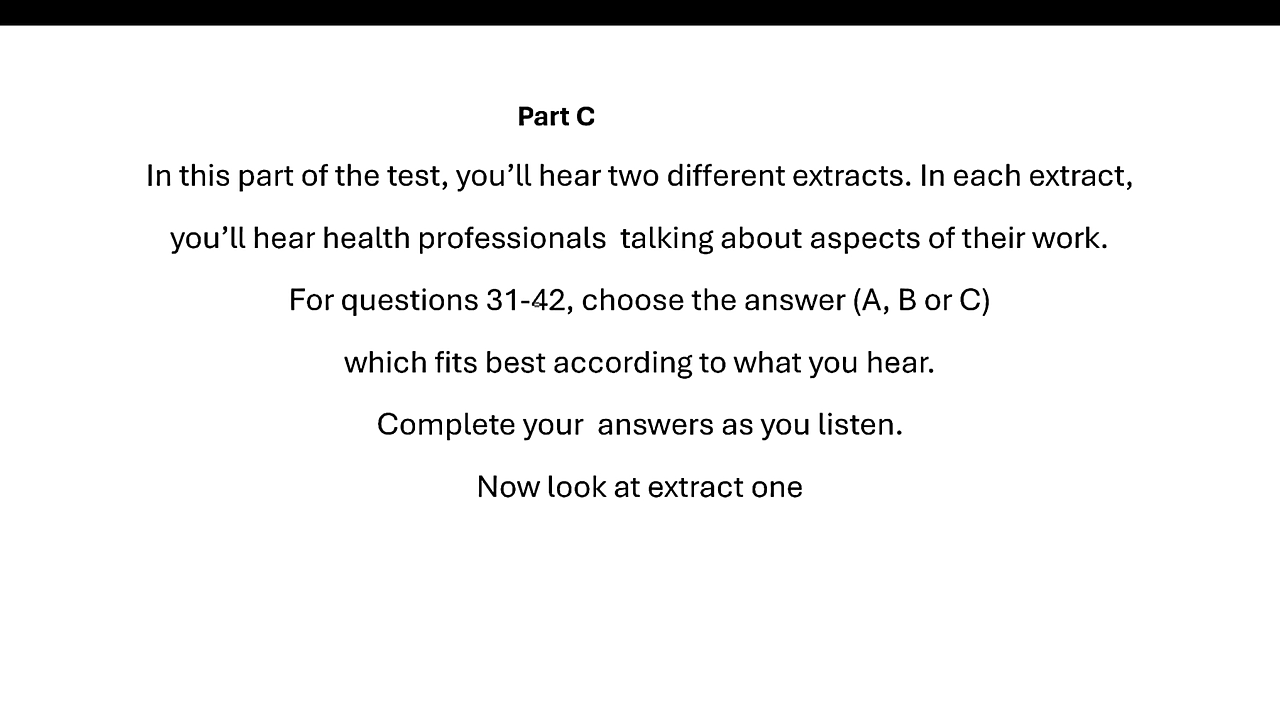 Part C
In this part of the test, you’ll hear two different extracts. In each extract,
you’ll hear health professionals  talking about aspects of their work.
For questions 31-42, choose the answer (A, B or C)
which fits best according to what you hear.
Complete your  answers as you listen.
Now look at extract one